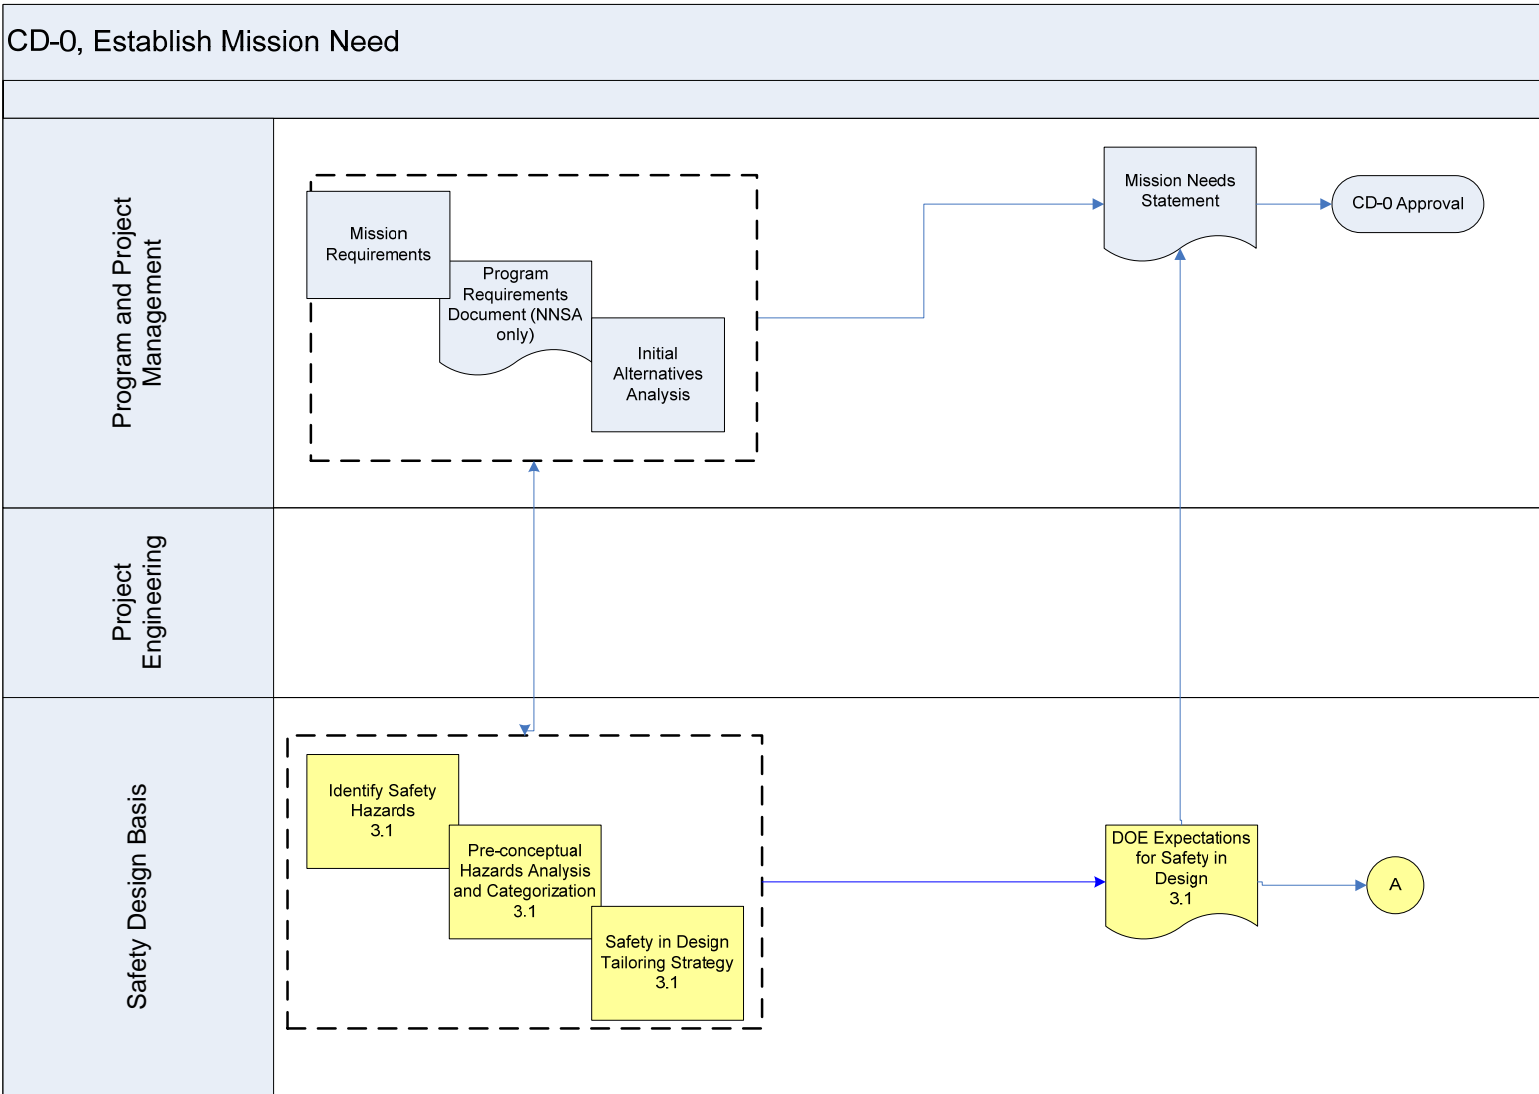 CD-0, Establish Mission Need
Program and Project
Management
Mission
Requirements
Program
Requirements
Document (NNSA
only)
Initial
Alternatives
Analysis
Mission Needs
Statement
CD-0 Approval
Project
Engineering
Safety Design Basis
Identify Safety
Hazards
3.1
Pre-conceptual
Hazards Analysis
and Categorization
3.1
Safety in Design
Tailoring Strategy
3.1
DOE Expectations
for Safety in
Design
3.1
A